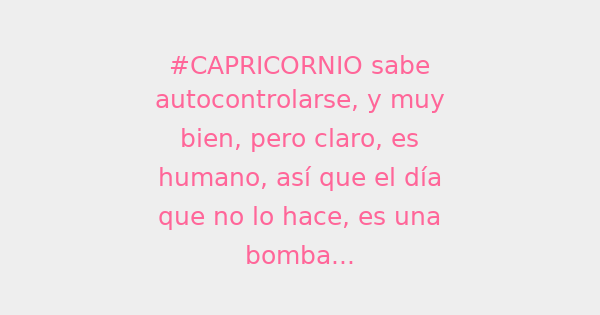 #CAPRICORNIO sabe
autocontrolarse, y muy
bien, pero claro, es
humano, así que el día
que no lo hace, es una
bomba...